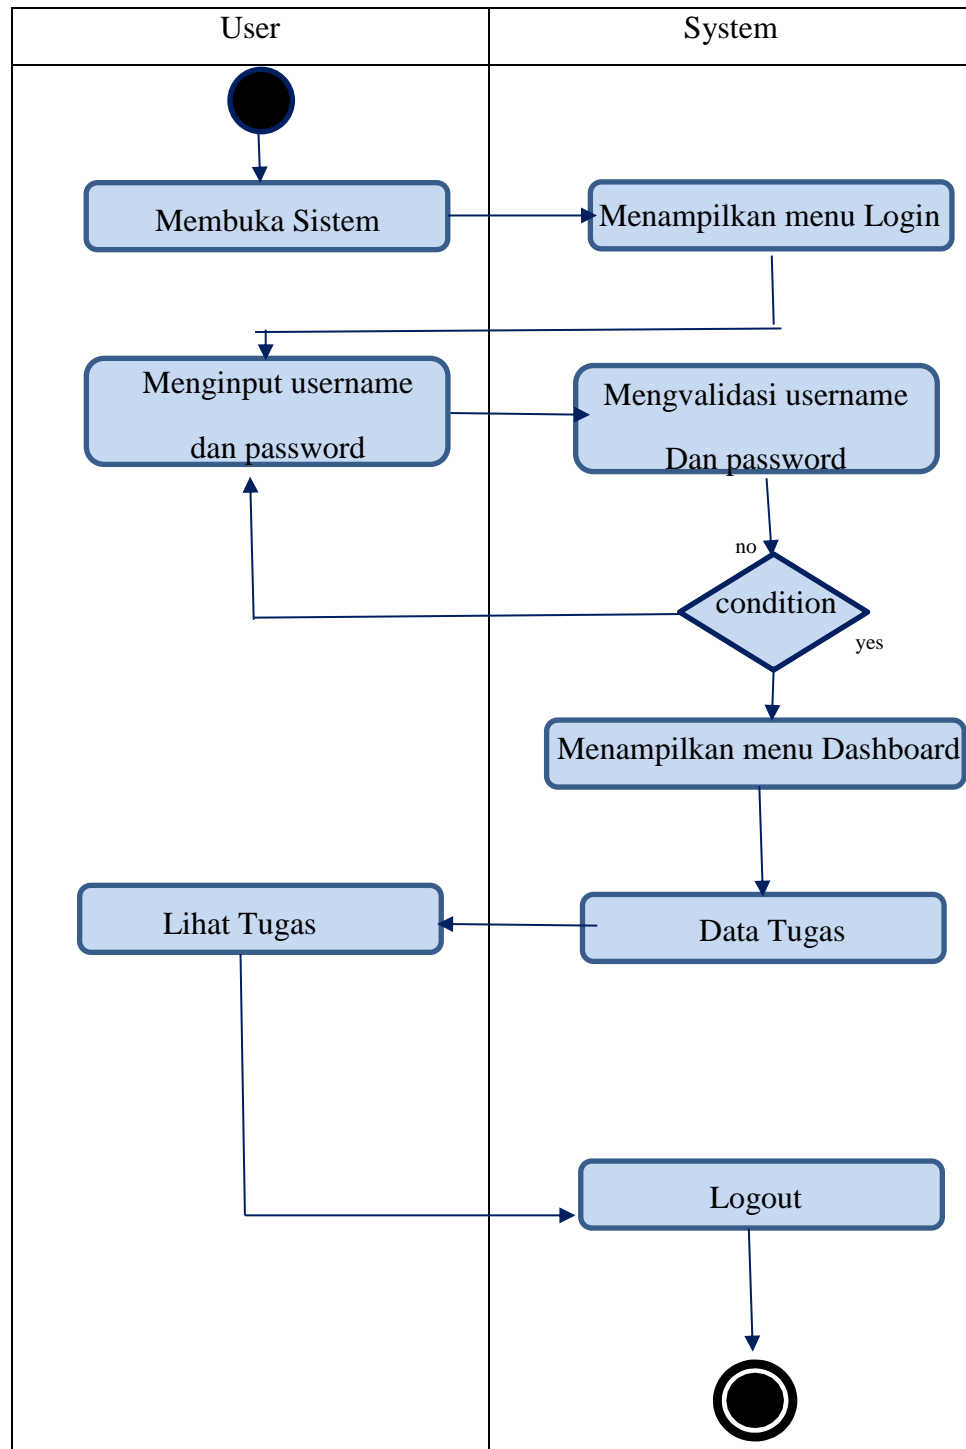 User
System
Membuka Sistem
Menampilkan menu Login
Menginput username
dan password
Mengvalidasi username
Dan password
no
condition
yes
Menampilkan menu Dashboard
Lihat Tugas
Data Tugas
Logout